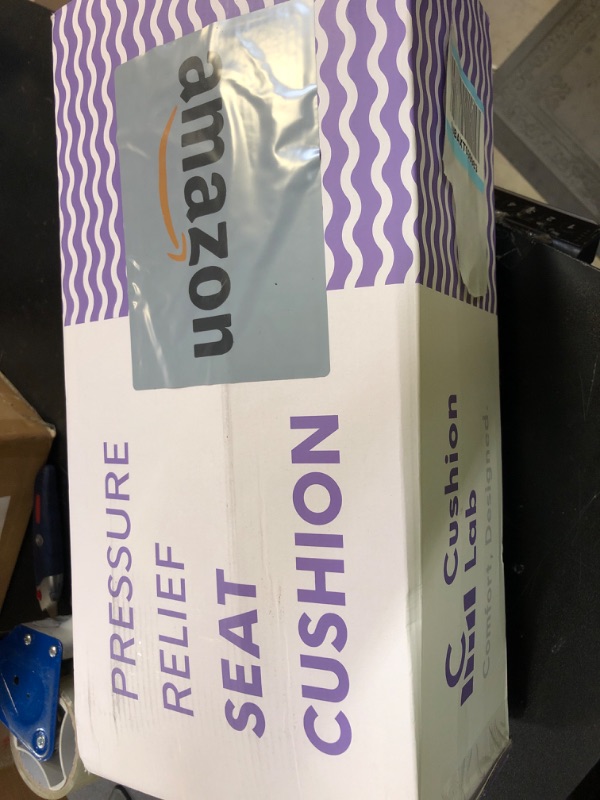 amazon
PRESSURE
RELIEF
SEAT
CUSHION
Cushion
Lab
Comfort, Designed.